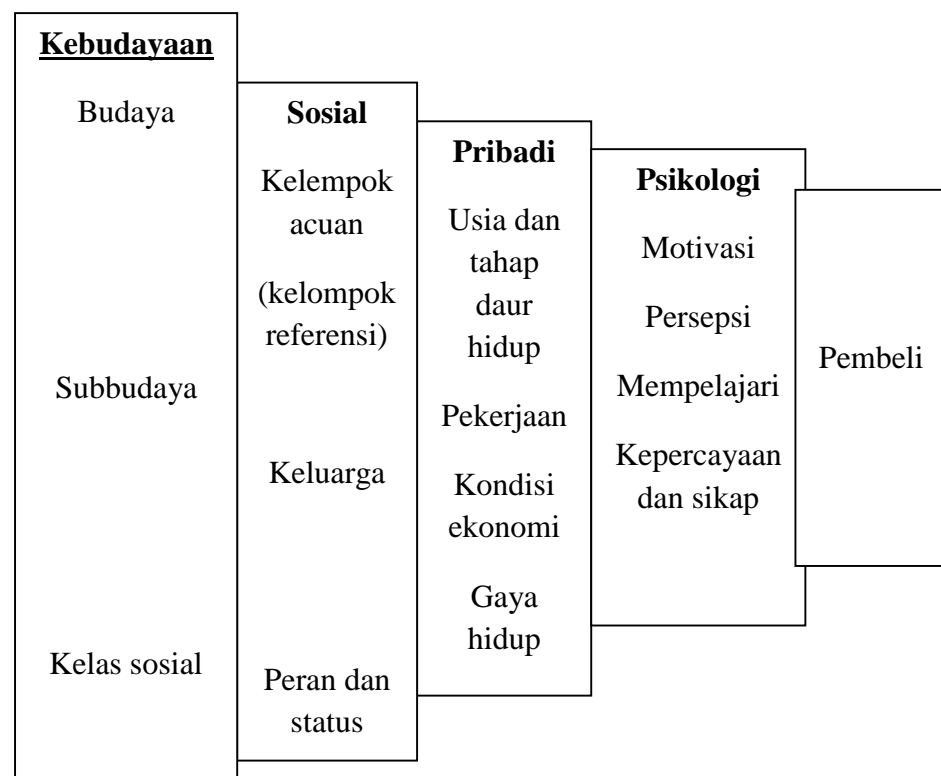 Kebudayaan
Budaya
Subbudaya
Kelas sosial
Sosial
Kelempok
acuan
(kelompok
referensi)
Keluarga
Peran dan
status
Pribadi
Usia dan
tahap
daur
hidup
Pekerjaan
Kondisi
ekonomi
Gaya
hidup
Psikologi
Motivasi
Persepsi
Mempelajari
Kepercayaan
dan sikap
Pembeli